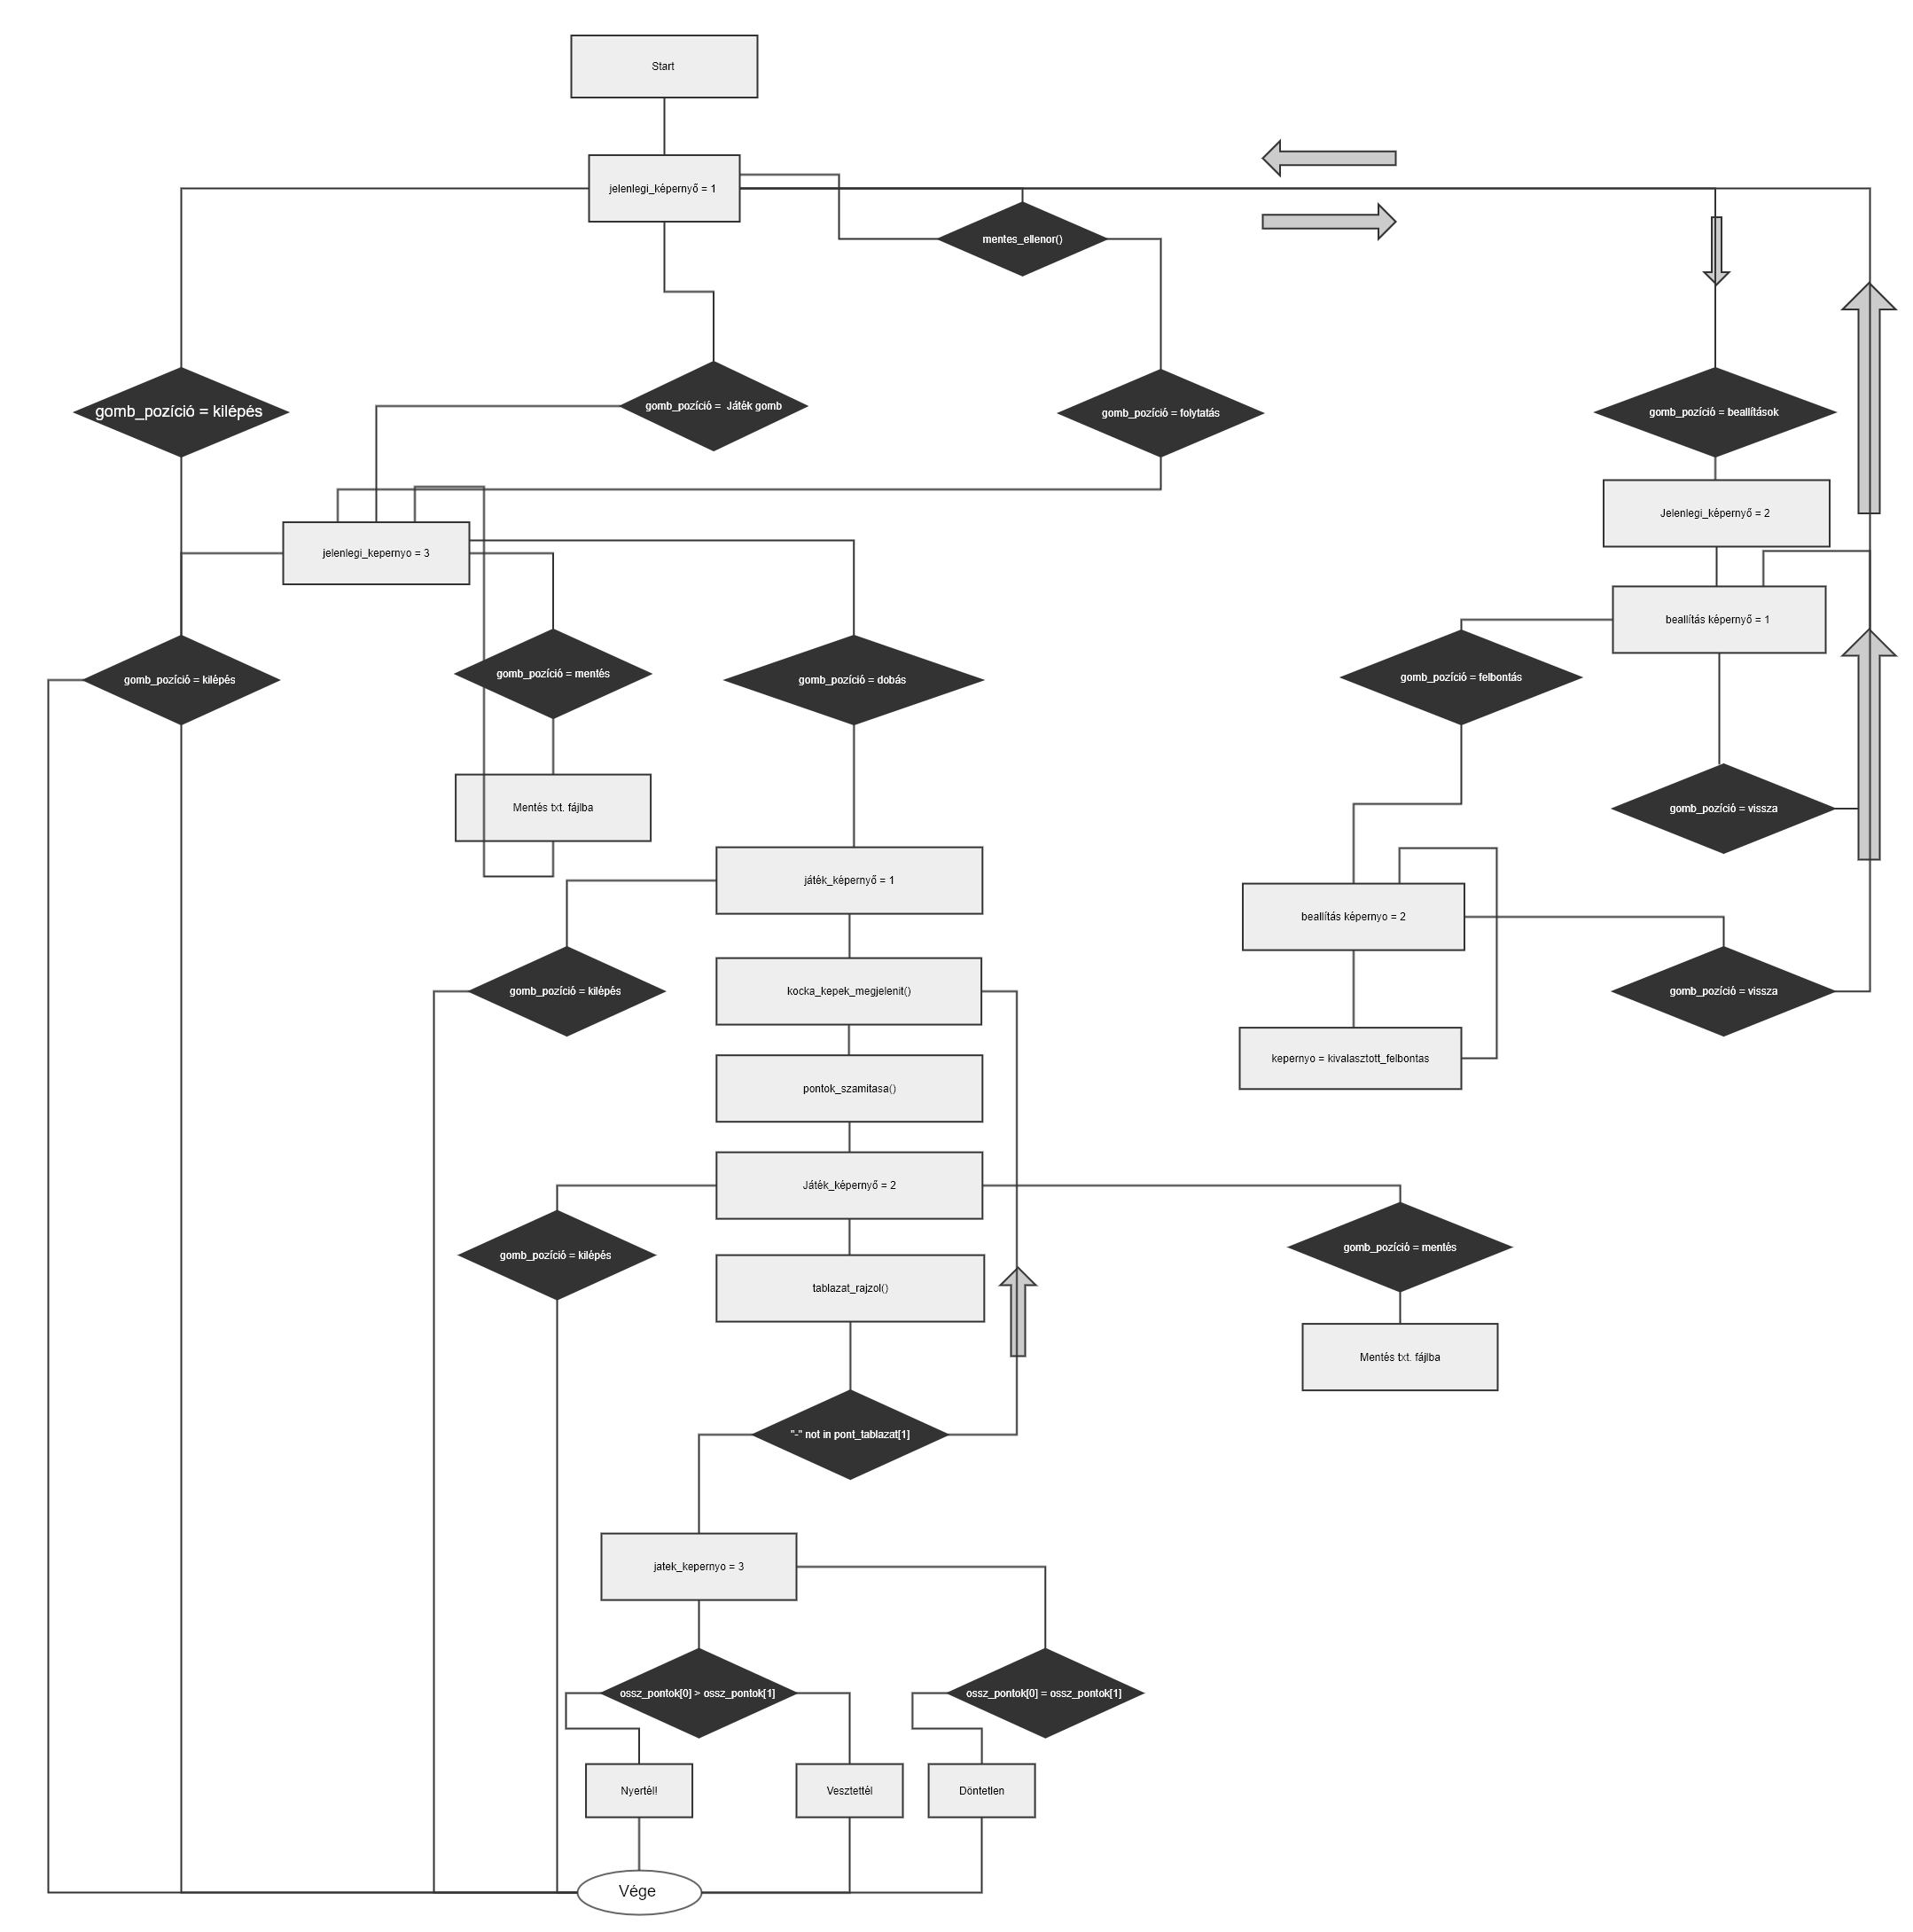 Start
jelenlegi_képernyő = 1
mentes_ellenor()
gomb_pozíció = kilépés
gomb_pozíció =  Játék gomb
gomb_pozíció = folytatás
gomb_pozíció = beallítások
Jelenlegi_képernyő = 2
jelenlegi_kepernyo = 3
beallítás képernyő = 1
gomb_pozíció = kilépés
gomb_pozíció = mentés
gomb_pozíció = dobás
gomb_pozíció = felbontás
Mentés txt. fájlba
gomb_pozíció = vissza
játék_képernyő = 1
beallítás képernyo = 2
gomb_pozíció = kilépés
kocka_kepek_megjelenit()
gomb_pozíció = vissza
kepernyo = kivalasztott_felbontas
pontok_szamitasa()
Játék_képernyő = 2
gomb_pozíció = kilépés
gomb_pozíció = mentés
tablazat_rajzol()
Mentés txt. fájlba
"-" not in pont_tablazat[1]
jatek_kepernyo = 3
ossz_pontok[0] > ossz_pontok[1]
ossz_pontok[0] = ossz_pontok[1]
Nyertél!
Vesztettél
Döntetlen
Vége